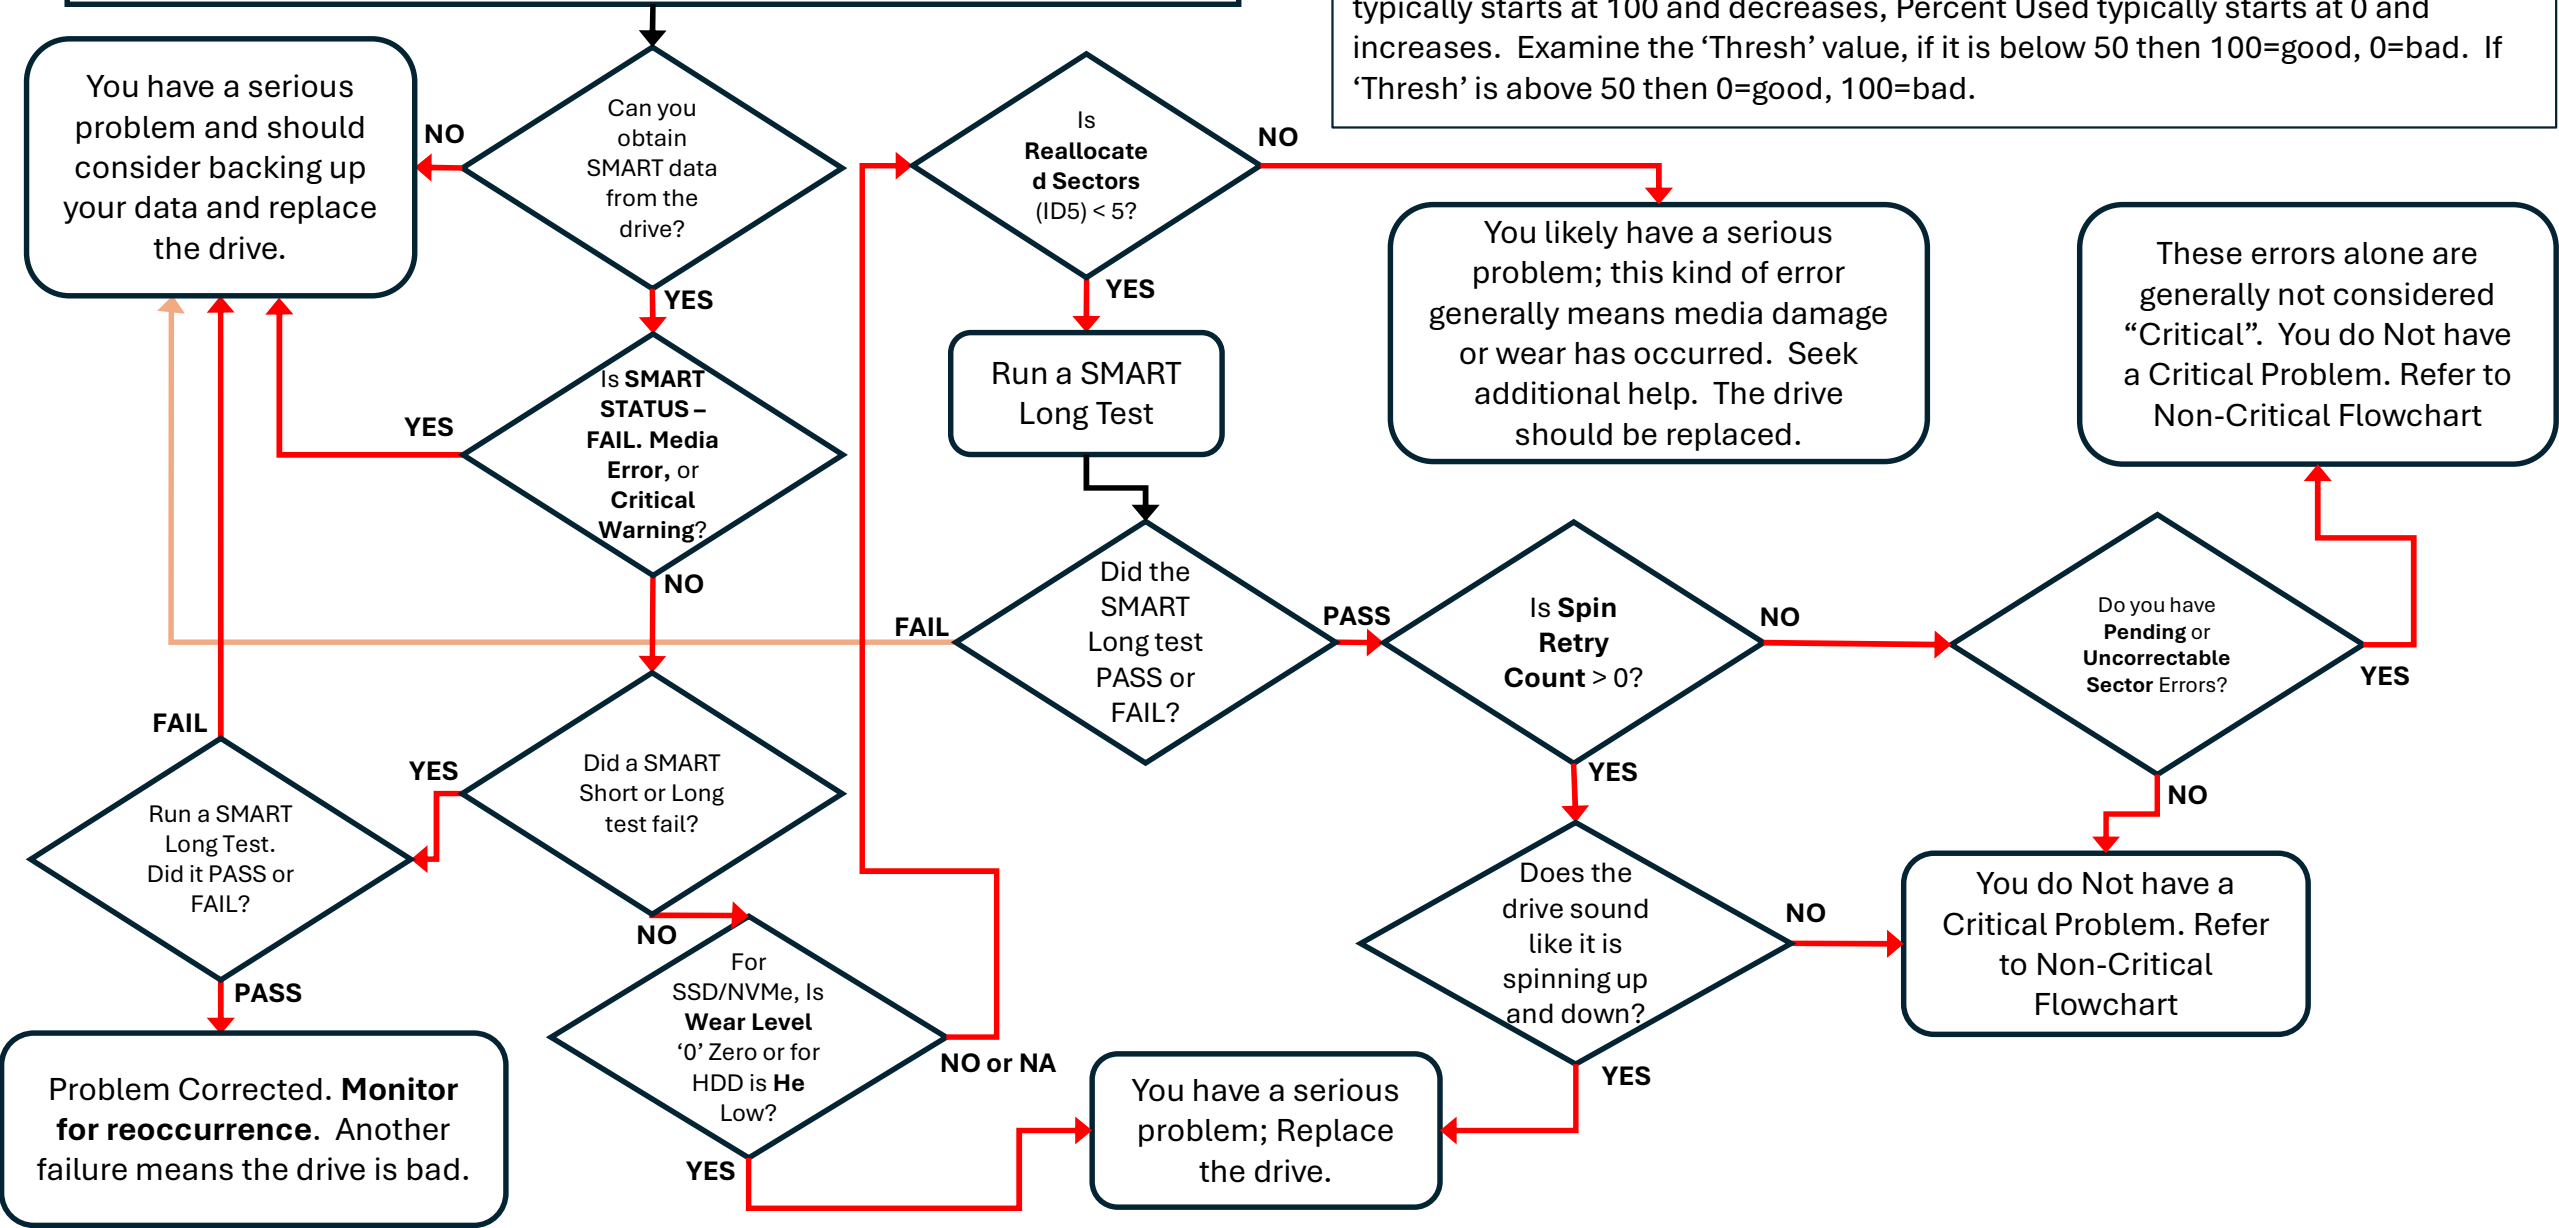 typically starts at 100 and decreases, Percent Used typically starts at 0 and
increases.  Examine the ‘Thresh’ value, if it is below 50 then 100=good, 0=bad.  If
‘Thresh’ is above 50 then 0=good, 100=bad.
You have a serious
problem and should
consider backing up
your data and replace
the drive.
NO
Can you
obtain
SMART data
from the
drive?
YES
Is
Reallocate
d Sectors
(ID5) < 5?
NO
YES
You likely have a serious
problem; this kind of error
generally means media damage
or wear has occurred.  Seek
additional help.  The drive
should be replaced.
These errors alone are
generally not considered
“Critical”.  You do Not have
a Critical Problem. Refer to
Non-Critical Flowchart
Is SMART
STATUS –
FAIL. Media
Error, or
Critical
Warning?
YES
NO
Run a SMART
Long Test
Did the
SMART
Long test
PASS or
FAIL?
FAIL
PASS
Is Spin
Retry
Count > 0?
NO
YES
Do you have
Pending or
Uncorrectable
Sector Errors?
YES
NO
Did a SMART
Short or Long
test fail?
YES
NO
FAIL
Run a SMART
Long Test.
Did it PASS or
FAIL?
PASS
Does the
drive sound
like it is
spinning up
and down?
NO
YES
You do Not have a
Critical Problem. Refer
to Non-Critical
Flowchart
For
SSD/NVMe, Is
Wear Level
‘0’ Zero or for
HDD is He
Low?
NO or NA
YES
Problem Corrected. Monitor
for reoccurrence.  Another
failure means the drive is bad.
You have a serious
problem; Replace
the drive.